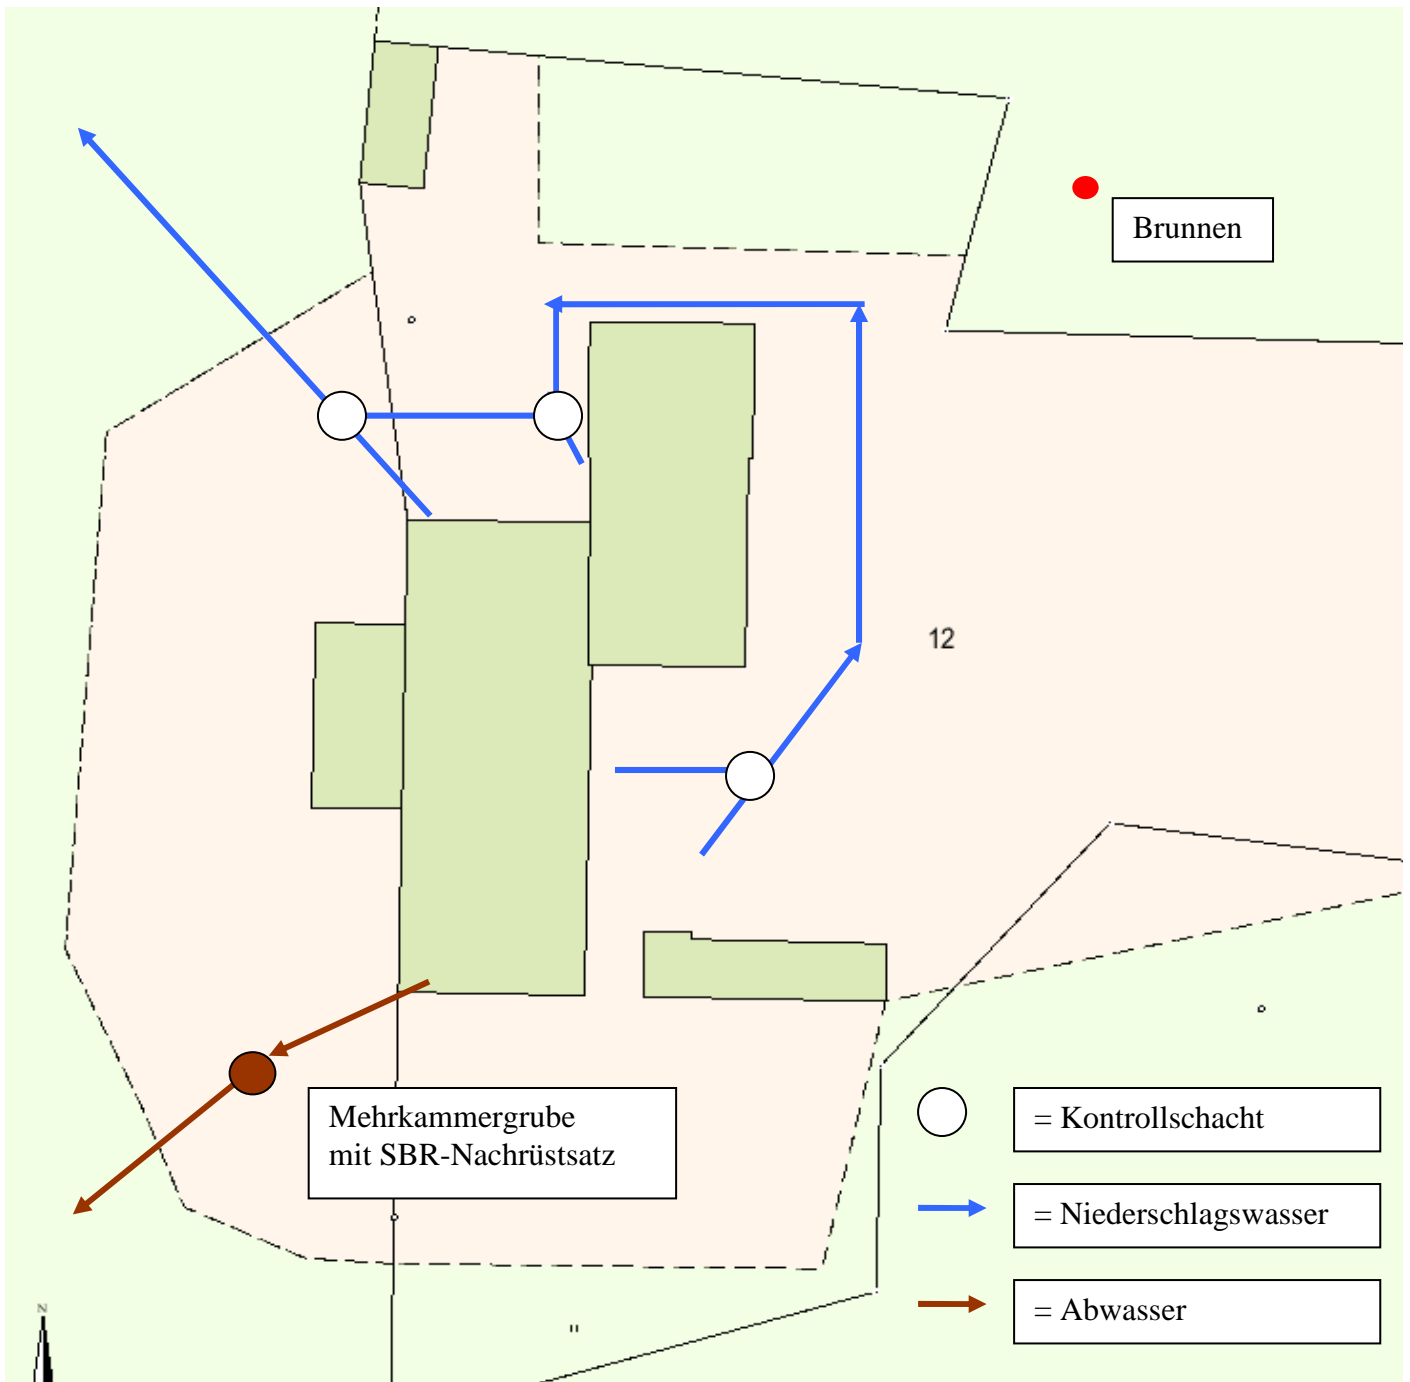 Brunnen
12
Mehrkammergrube
mit SBR-Nachrüstsatz
= Kontrollschacht
= Niederschlagswasser
= Abwasser
N